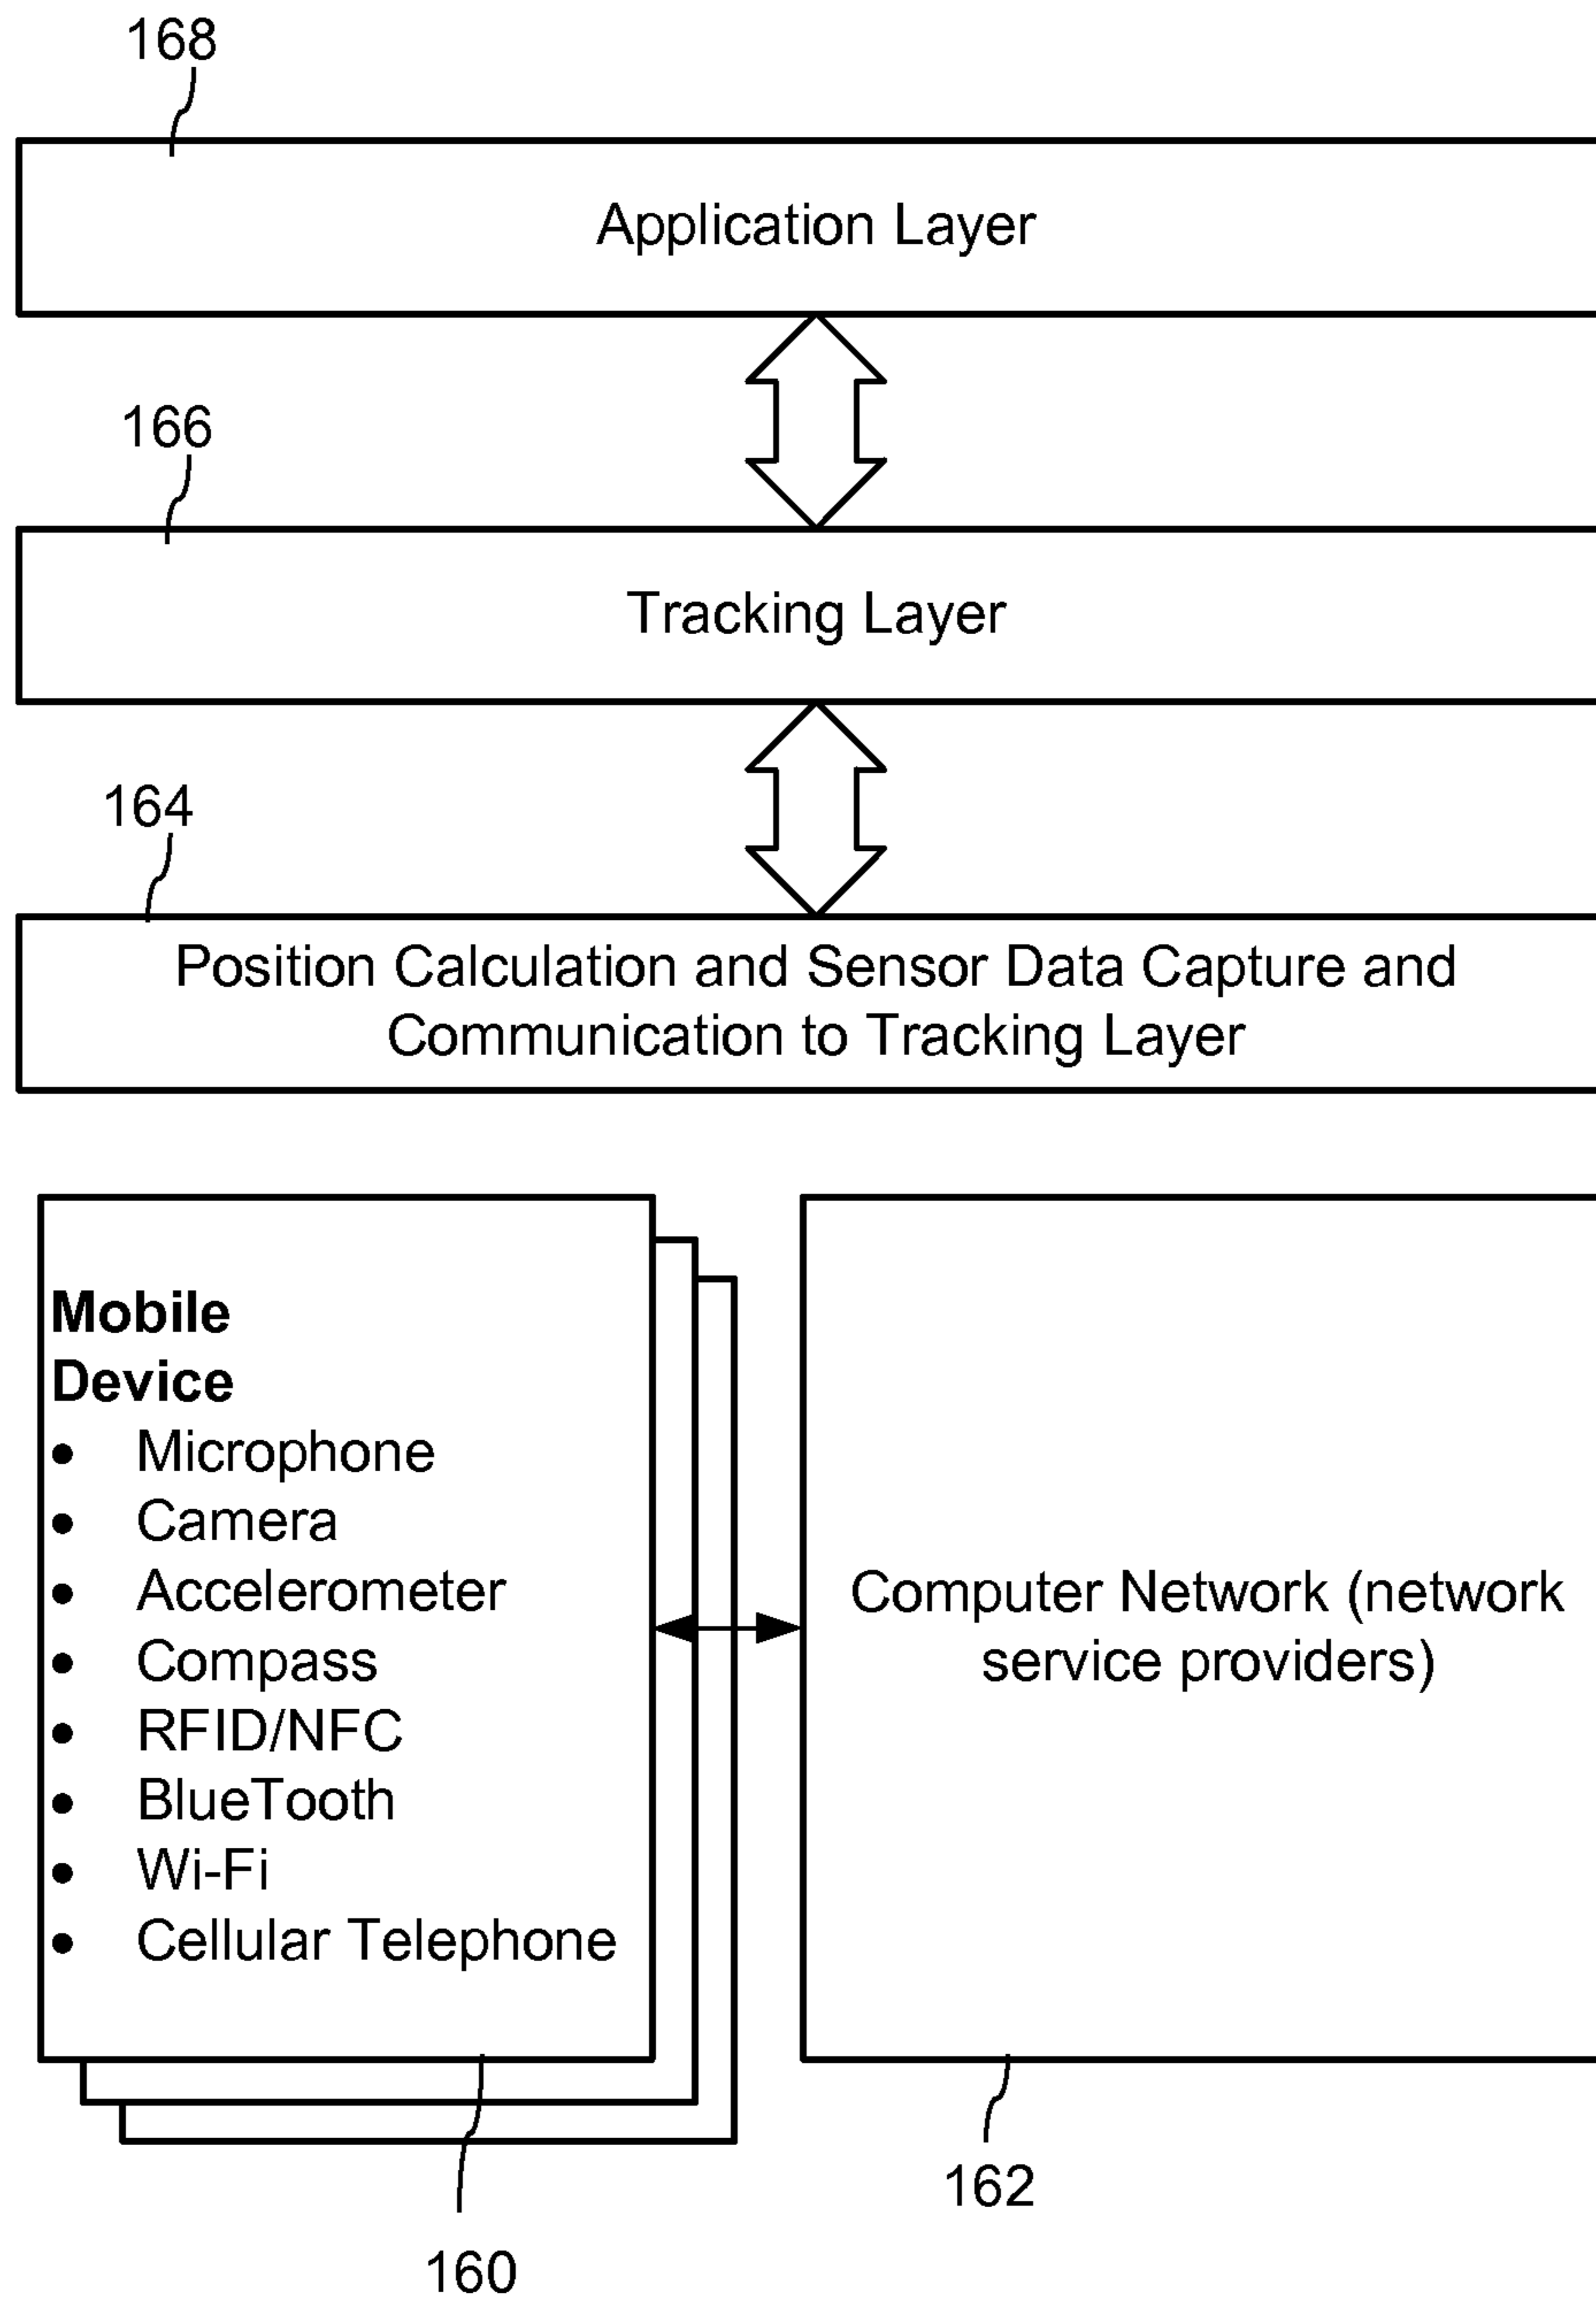 168
Application Layer
166
Tracking Layer
164
Position Calculation and Sensor Data Capture and
Communication to Tracking Layer
Mobile
Device
• Microphone
• Camera
• Accelerometer
• Compass
• RFID/NFC
• BlueTooth
• Wi-Fi
• Cellular Telephone
Computer Network (network
service providers)
162
160